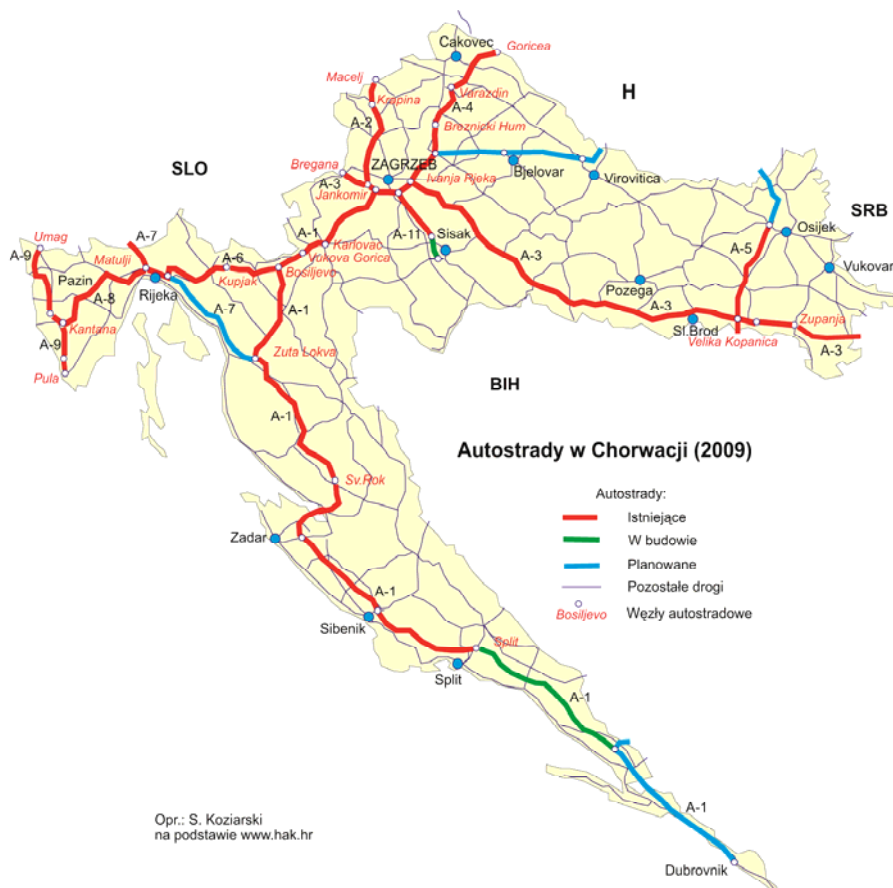 Cakovec
Goricea
Macelj
Varazdin
H
Krapina
A-4
A-2
Breznicki Hum
SLO
Bregana
ZAGRZEB
Bjelovar
Virovitica
Ivanja Rjeka
A-3
Jankomir
SRB
Umag
A-7
A-11
Sisak
Osijek
A-1
Karlovac
A-9
Vukova Gorica
A-5
Matulji
A-6
A-3
Vukovar
Pazin
Bosiljevo
Kupjak
Pozega
A-8
Rijeka
A-7
A-1
A-3
Zupanja
Kantana
Sl.Brod
Velika Kopanica
A-3
A-9
Zuta Lokva
Pula
BIH
A-1
Autostrady w Chorwacji (2009)
Sv.Rok
Autostrady:
Istniejące
Zadar
W budowie
Planowane
A-1
Pozostałe drogi
Bosiljevo
Węzły autostradowe
Sibenik
Split
Split
A-1
A-1
Opr.: S. Koziarski
na podstawie www.hak.hr
Dubrovnik